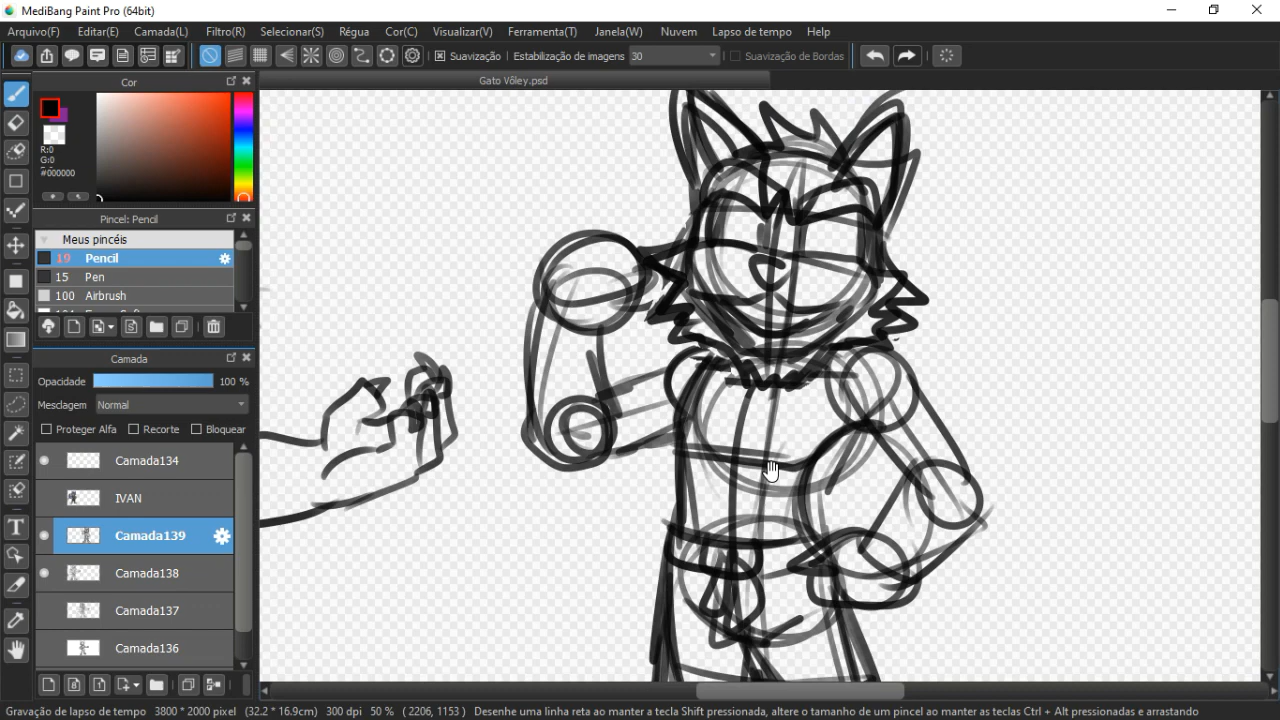 MediBang Paint Pro (64bit)
Arquivo(F) Editar(E) Camada(L) Filtro(R) Selecionar(S) Régua Cor(C) Visualizar(V) Ferramenta(T) Janela(W) Nuvem Lapso de tempo Help
Suavização Estabilização de imagens 30 Suavização de Bordas
Cor
Gato Vôley.psd
R:0
G:0
#000000
Pincel: Pencil
Meus pincéis
19 Pencil
15 Pen
100 Airbrush
Camada
Opacidade 100 %
Mesclagem Normal
Proteger Alfa Recorte Bloquear
Camada134
IVAN
Camada139
Camada138
Camada137
Camada136
T
Gravação de lapso de tempo 3800 * 2000 pixel (32.2 * 16.9cm) 300 dpi 50 % ( 2206, 1153 ) Desenhe uma linha reta ao manter a tecla Shift pressionada, altere o tamanho de um pincel ao manter as teclas Ctrl + Alt pressionadas e arrastando